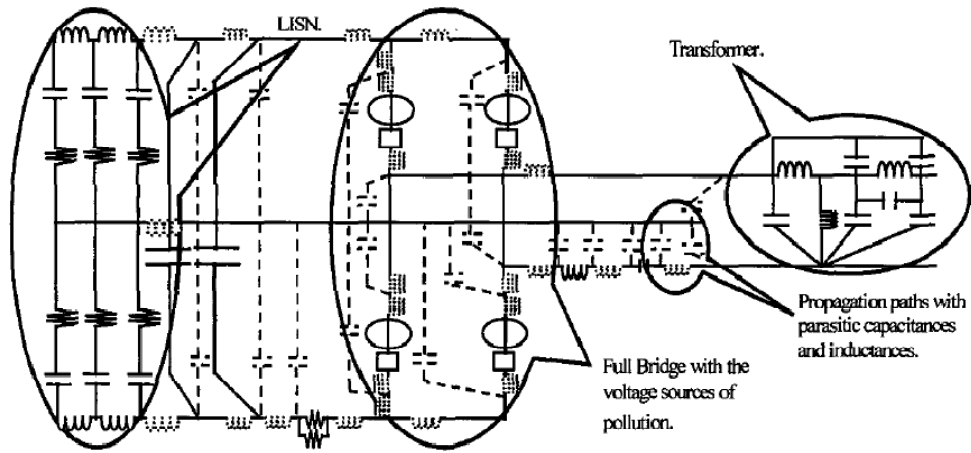 LISN.
Transformer.
Propagation paths with
parasitic capacitances
and inductances.
Full Bridge with the
voltage sources of
pollution.